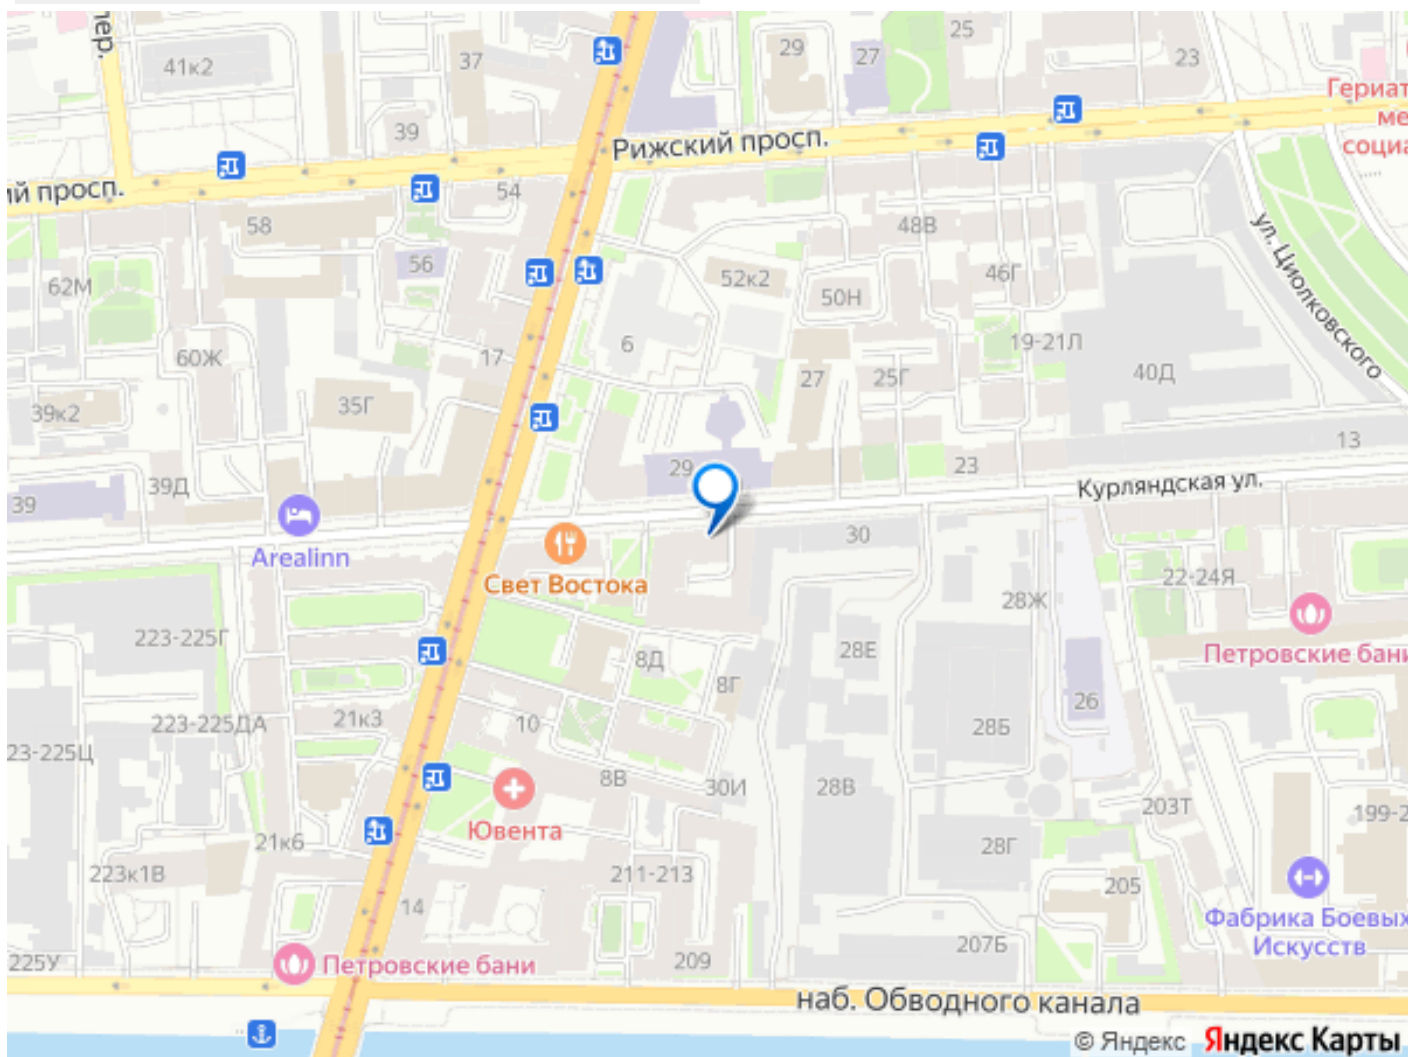 пер.
41к2
37
29
27
25
23
Гериат
ме
социа
39
Рижский просп.
ий просп.
54
58
48В
ул. Циолковского
56
52к2
46Г
62М
50Н
6
19-21Л
17
60Ж
27
25Г
40Д
39к2
35Г
13
29
23
39Д
39
Курляндская ул.
30
Arealinn
Свет Востока
22-24Я
28Ж
223-225Г
8Д
28Е
Петровские бани
8Г
26
21к3
223-225ДА
10
28Б
23-225Ц
8В
30И
28В
203Т
199-2
Ювента
21к6
28Г
223к1В
211-213
205
14
Фабрика Боевых
Искусств
207Б
225У
Петровские бани
209
наб. Обводного канала
© Яндекс Яндекс Карты